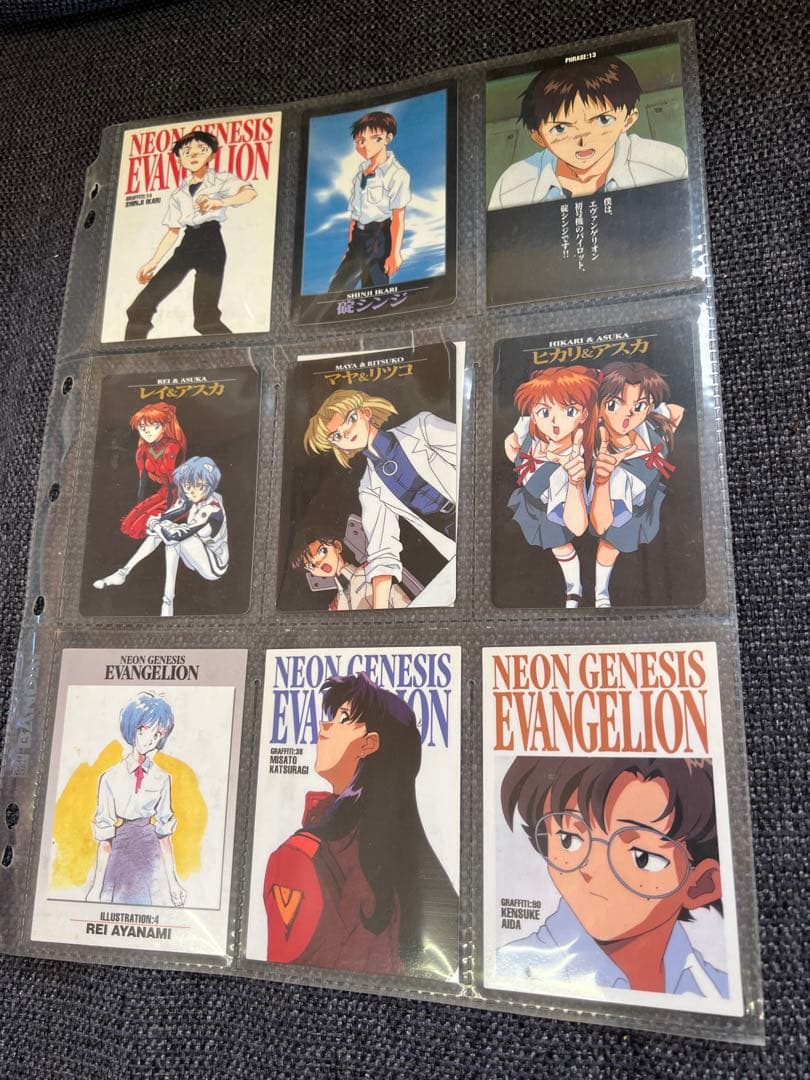 NEON GENESIS
EVANGELION
GRAFFITI:14
SHINJI IKARI
SHINJI IKARI
碇シンジ
PHRASE:13
僕は、
エヴァンゲリオン
初号機のパイロット、
碇シンジです!!
REI & ASUKA
レイ&アスカ
MAYA & RITSUKO
マヤ&リツコ
HIKARI & ASUKA
ヒカリ&アスカ
NEON GENESIS
EVANGELION
ILLUSTRATION:4
REI AYANAMI
NEON GENESIS
EVANGELION
GRAFFITI:38
MISATO
KATSURAGI
NEON GENESIS
EVANGELION
GRAFFITI:80
KENSUKE
AIDA